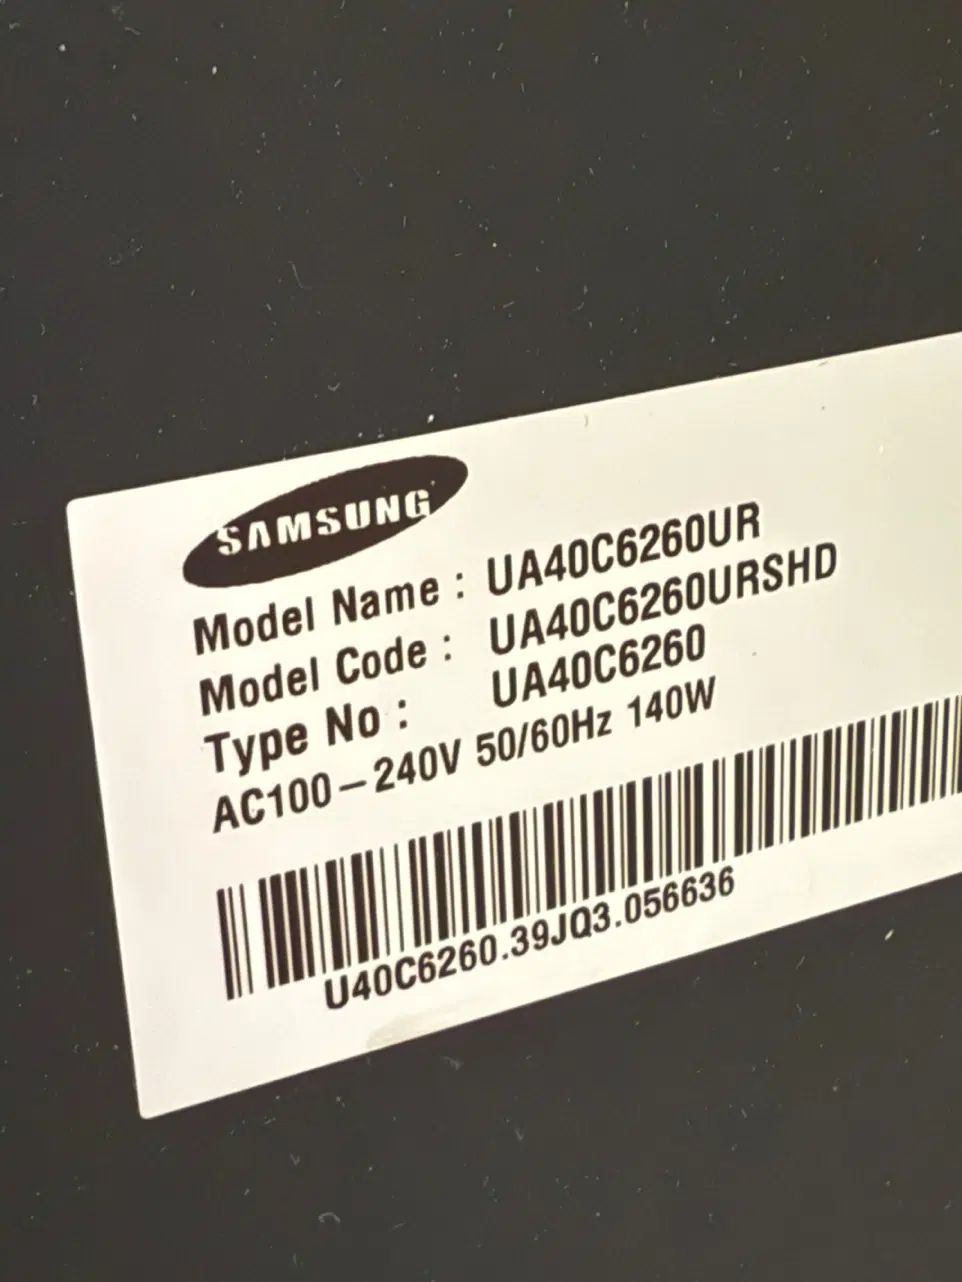 SAMSUNG
Model Name : UA40C6260UR
Model Code : UA40C6260URSHD
Type No : UA40C6260
AC100-240V 50/60Hz 140W
U40C6260.39JQ3.056636